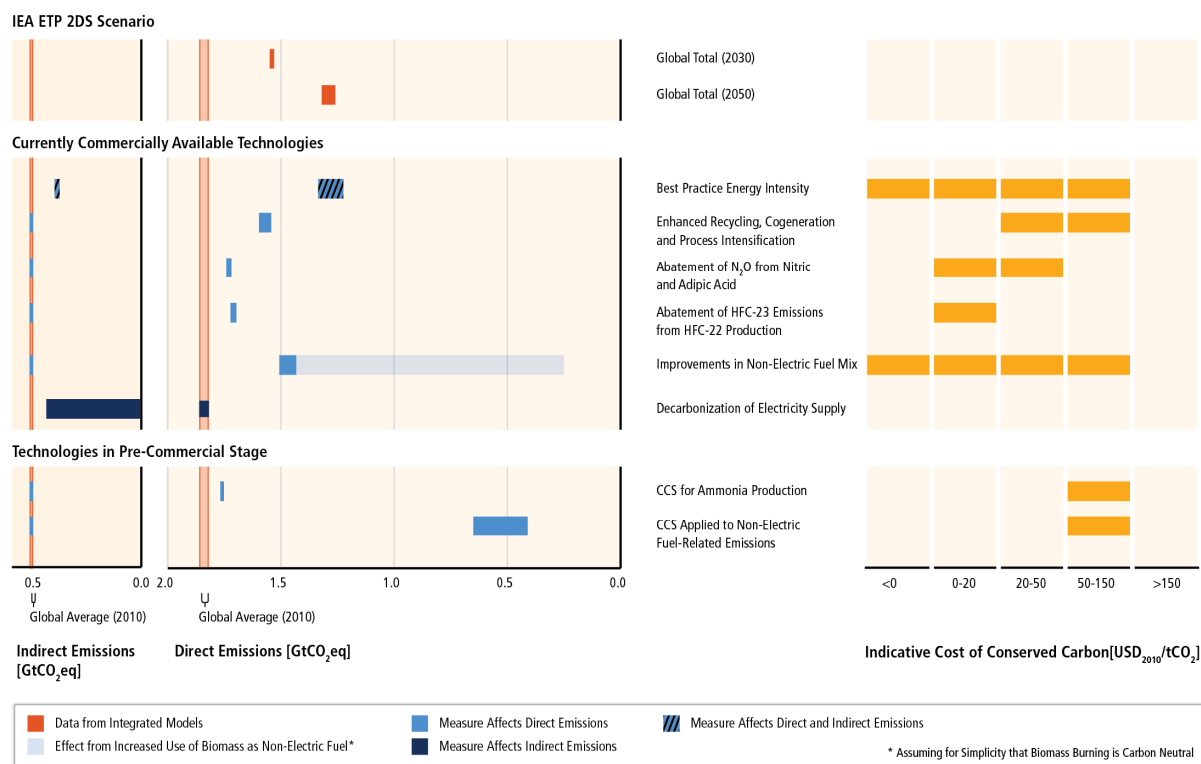 IEA ETP 2DS Scenario
Global Total (2030)
Global Total (2050)
Currently Commercially Available Technologies
Best Practice Energy Intensity
Enhanced Recycling, Cogeneration
and Process Intensification
Abatement of N₂O from Nitric
and Adipic Acid
Abatement of HFC-23 Emissions
from HFC-22 Production
Improvements in Non-Electric Fuel Mix
Decarbonization of Electricity Supply
Technologies in Pre-Commercial Stage
CCS for Ammonia Production
CCS Applied to Non-Electric
Fuel-Related Emissions
0.5 0.0 2.0 1.5 1.0 0.5 0.0 <0 0-20 20-50 50-150 >150
Global Average (2010) Global Average (2010)
Indirect Emissions
[GtCO₂eq]
Direct Emissions [GtCO₂eq]
Indicative Cost of Conserved Carbon[USD₂₀₁₀/tCO₂]
Data from Integrated Models
Measure Affects Direct Emissions
Measure Affects Direct and Indirect Emissions
Effect from Increased Use of Biomass as Non-Electric Fuel*
Measure Affects Indirect Emissions
* Assuming for Simplicity that Biomass Burning is Carbon Neutral